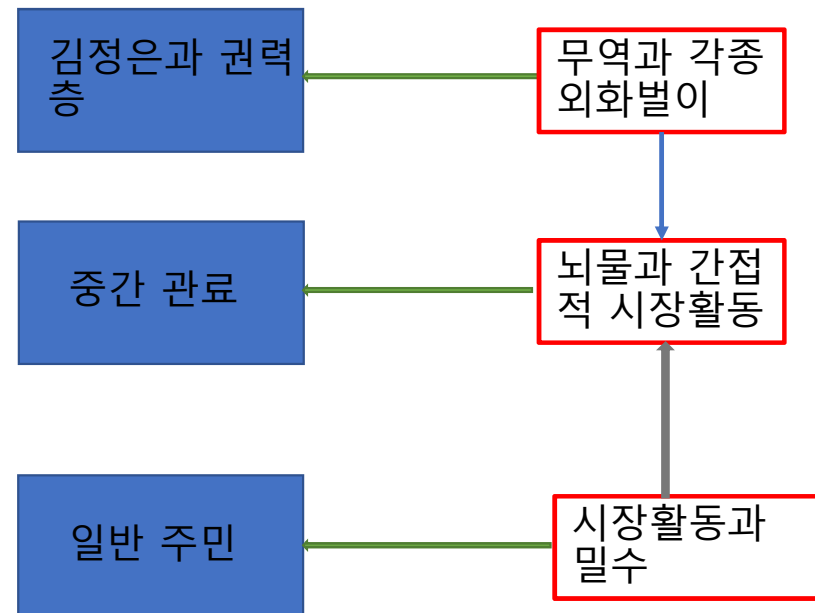 김정은과 권력
층
무역과 각종
외화벌이
중간 관료
뇌물과 간접
적 시장활동
일반 주민
시장활동과
밀수